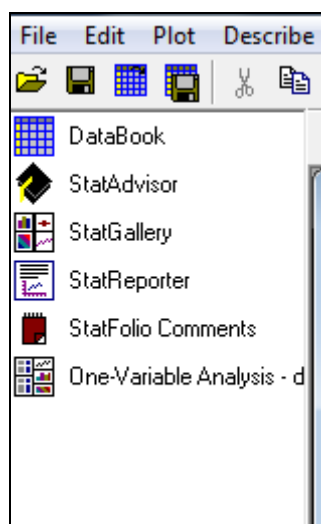 File Edit Plot Describe
DataBook
StatAdvisor
StatGallery
StatReporter
StatFolio Comments
One-Variable Analysis - d